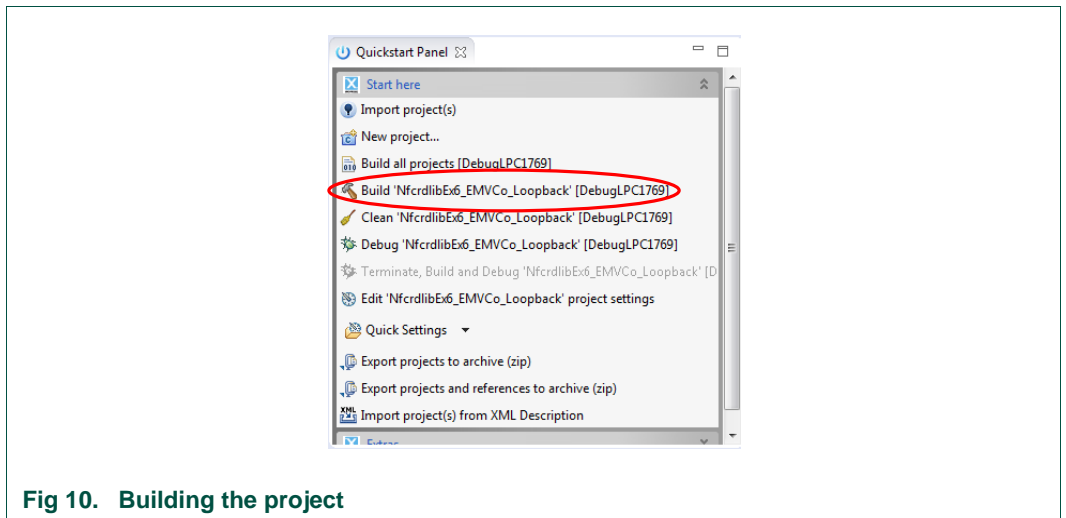 Quickstart Panel
Start here
Import project(s)
New project...
Build all projects [DebugLPC1769]
Build 'NfcrdlibEx6_EMVCo_Loopback' [DebugLPC1769]
Clean 'NfcrdlibEx6_EMVCo_Loopback' [DebugLPC1769]
Debug 'NfcrdlibEx6_EMVCo_Loopback' [DebugLPC1769]
Terminate, Build and Debug 'NfcrdlibEx6_EMVCo_Loopback' [D
Edit 'NfcrdlibEx6_EMVCo_Loopback' project settings
Quick Settings
Export projects to archive (zip)
Export projects and references to archive (zip)
Import project(s) from XML Description
Extras
Fig 10. Building the project